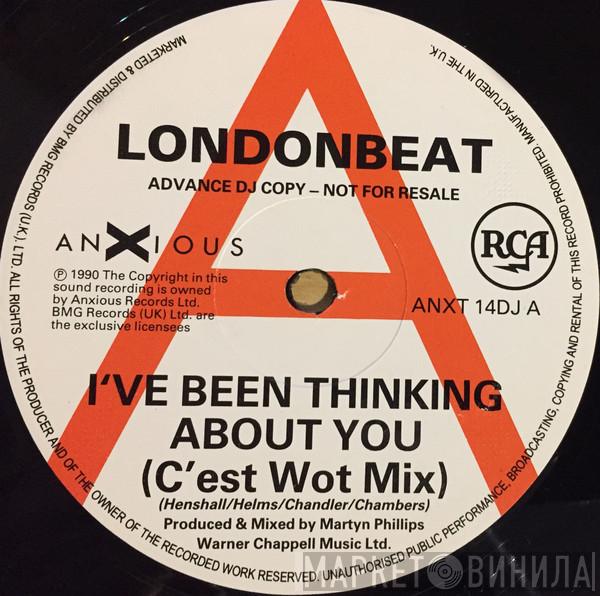 LONDONBEAT
ADVANCE DJ COPY – NOT FOR RESALE
ANXIOUS
RCA
℗ 1990 The Copyright in this
sound recording is owned
by Anxious Records Ltd.
BMG Records (UK) Ltd. are
the exclusive licensees
ANXT 14DJ A
I'VE BEEN THINKING
ABOUT YOU
(C'est Wot Mix)
(Henshall/Helms/Chandler/Chambers)
Produced & Mixed by Martyn Phillips
Warner Chappell Music Ltd.
MARKETED & DISTRIBUTED BY BMG RECORDS (UK). LTD. ALL RIGHTS OF THE PRODUCER AND OF THE OWNER OF THE RECORDED WORK RESERVED. UNAUTHORISED PUBLIC PERFORMANCE, BROADCASTING, COPYING AND RENTAL OF THIS RECORD PROHIBITED. MANUFACTURED IN THE U.K.
МАРКЕТ ВИНИЛА